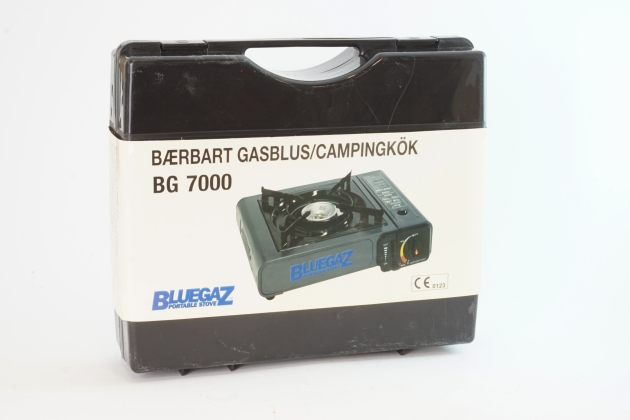 BÆRBART GASBLUS/CAMPINGKÖK
BG 7000
BLUEGAZ
BLUEGAZ
PORTABLE STOVE
CE 0123